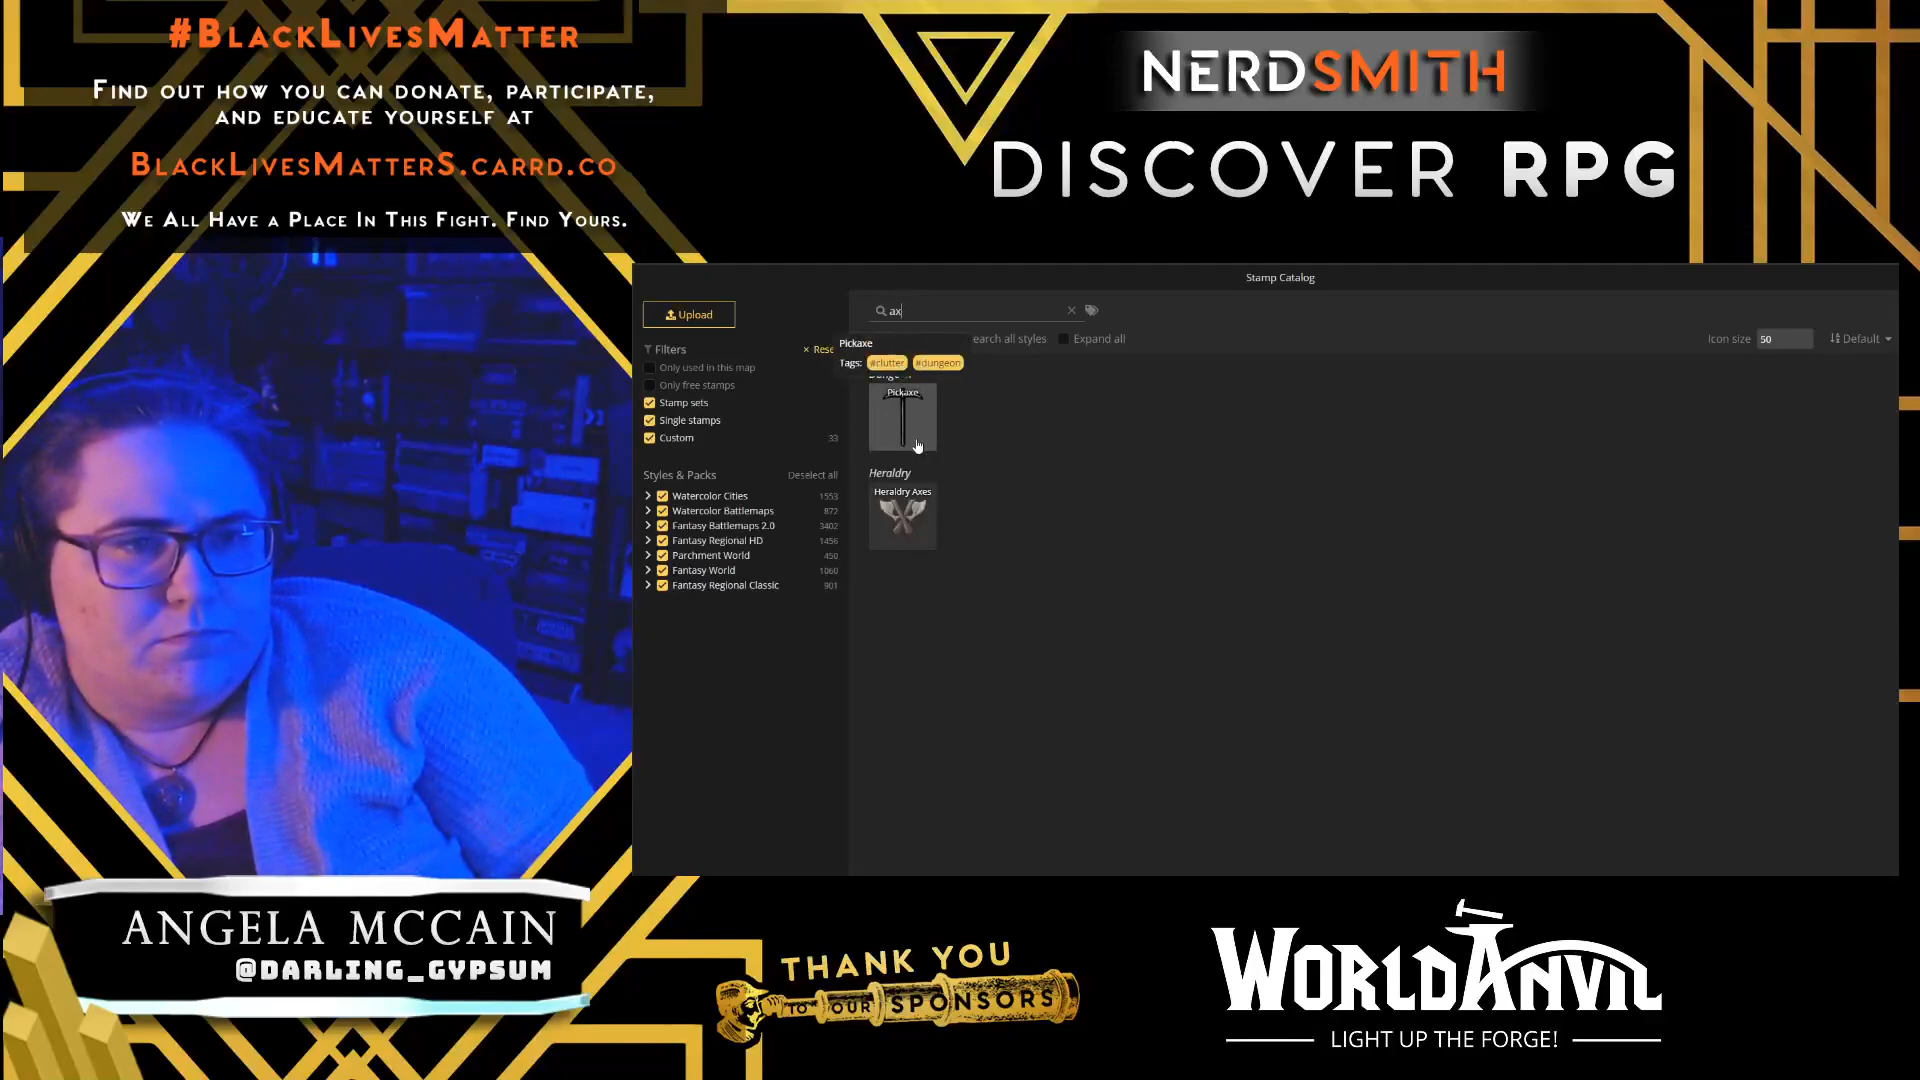 #BlackLivesMatter
Find out how you can donate, participate,
and educate yourself at
BlackLivesMatterS.carrd.co
We All Have a Place In This Fight. Find Yours.
NERDSMITH
DISCOVER RPG
Stamp Catalog
Upload
ax
Filters
× Rese
Pickaxe
Tags: #clutter #dungeon
earch all styles
Expand all
Icon size 50
Default
Only used in this map
Only free stamps
Stamp sets
Single stamps
Custom 33
Pickaxe
Heraldry
Heraldry Axes
Styles & Packs Deselect all
Watercolor Cities 1553
Watercolor Battlemaps 872
Fantasy Battlemaps 2.0 3402
Fantasy Regional HD 1456
Parchment World 450
Fantasy World 1060
Fantasy Regional Classic 901
ANGELA MCCAIN
@DARLING_GYPSUM
THANK YOU
TO OUR SPONSORS
WORLDANVIL
LIGHT UP THE FORGE!